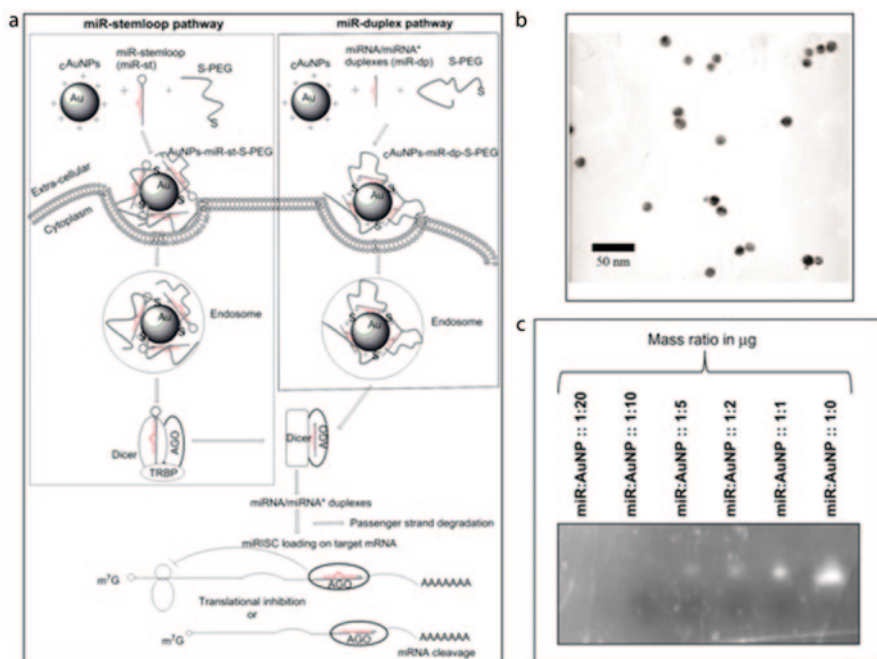 a
miR-stemloop pathway
cAuNPs
miR-stemloop
(miR-st)
S-PEG
Au
S
cAuNPs-miR-st-S-PEG
S
Au
S
S
Extra-cellular
Cytoplasm
S
Au
S
S
Endosome
Dicer
AGO
TRBP
miR-duplex pathway
cAuNPs
miRNA/miRNA*
duplexes (miR-dp)
S-PEG
Au
S
cAuNPs-miR-dp-S-PEG
S
Au
S
S
S
Au
S
S
Endosome
Dicer
AGO
miRNA/miRNA* duplexes
Passenger strand degradation
miRISC loading on target mRNA
m7G
AGO
AAAAAAA
Translational inhibition
or
m7G
AGO
AAAAAAA
mRNA cleavage
b
50 nm
c
Mass ratio in µg
miR:AuNP :: 1:20
miR:AuNP :: 1:10
miR:AuNP :: 1:5
miR:AuNP :: 1:2
miR:AuNP :: 1:1
miR:AuNP :: 1:0